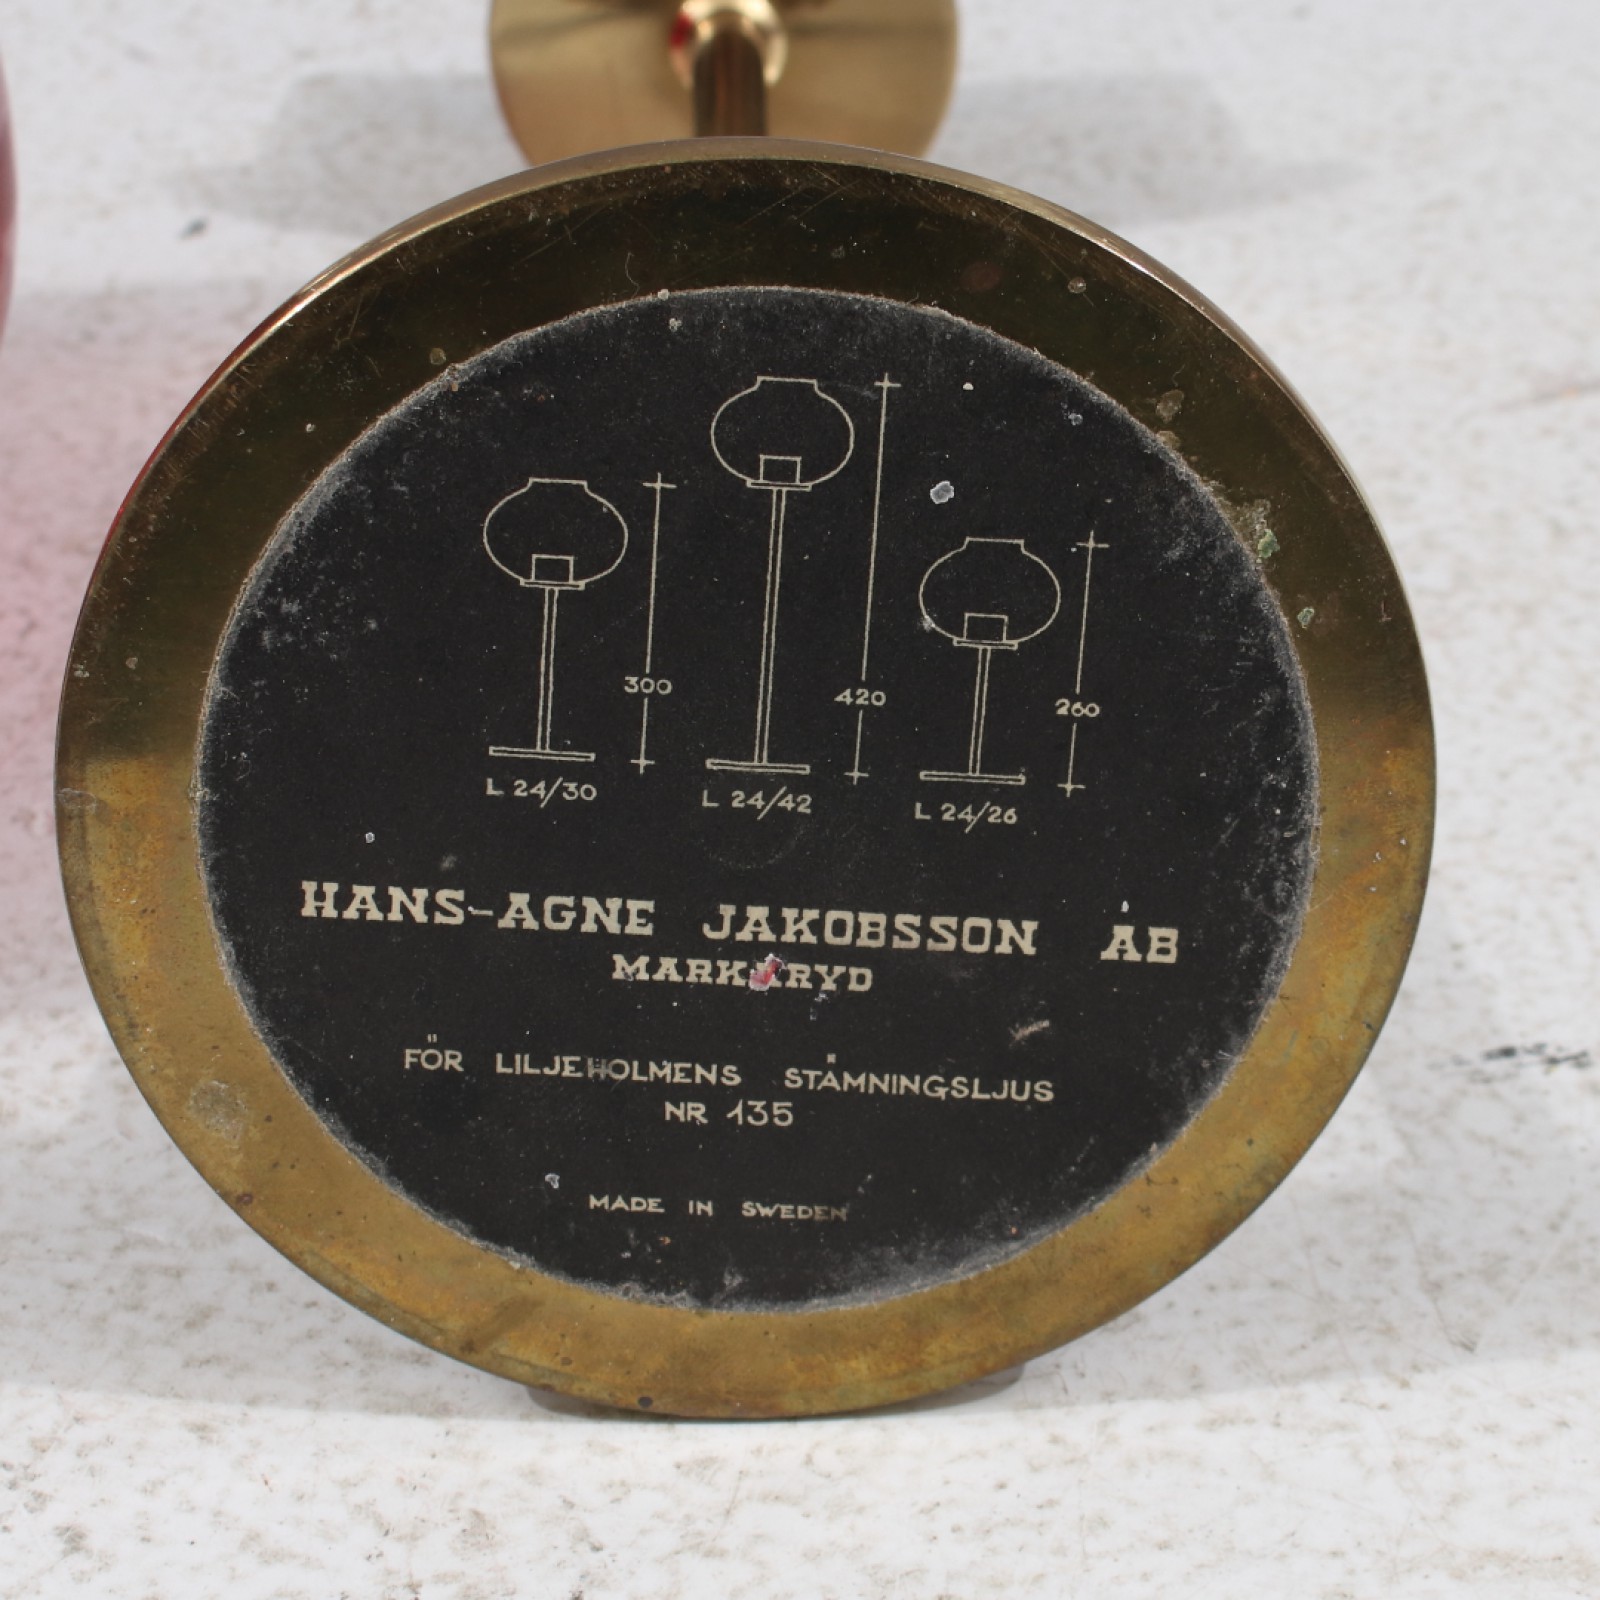 300
420
260
L 24/30
L 24/42
L 24/26
HANS-AGNE JAKOBSSON AB
MARKARYD
FÖR LILJEHOLMENS STÄMNINGSLJUS
NR 135
MADE IN SWEDEN